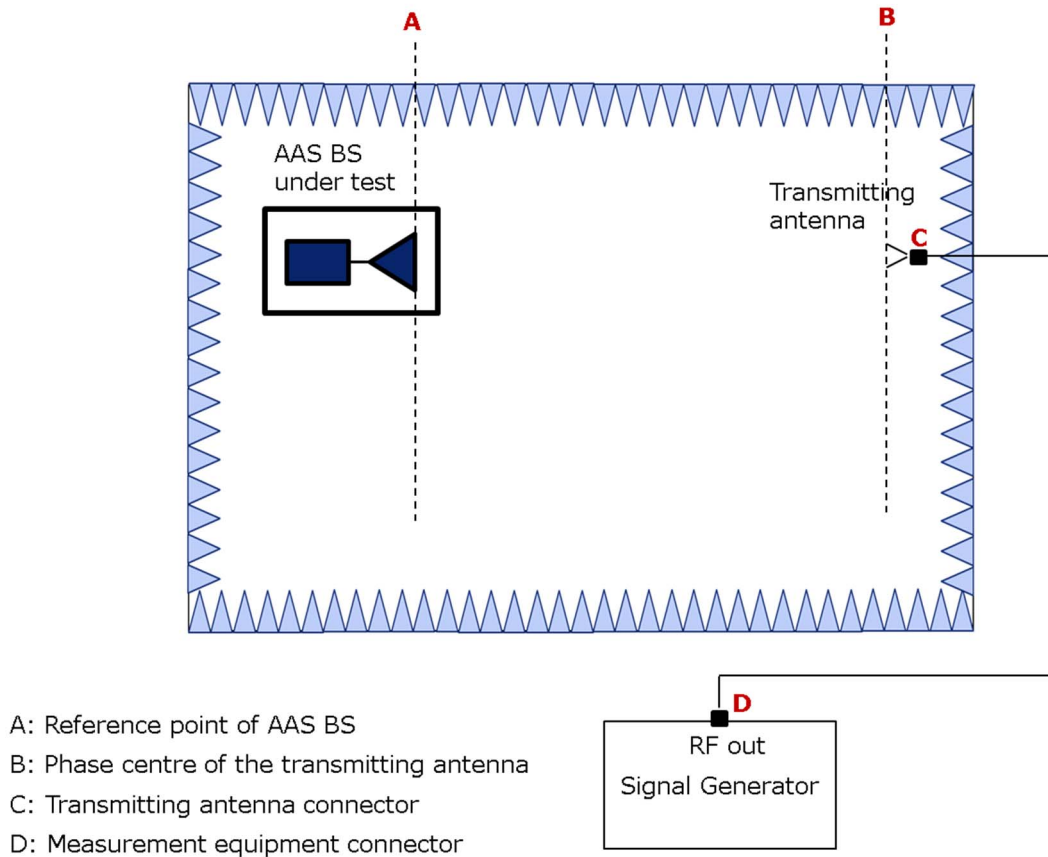 A
B
AAS BS
under test
Transmitting
antenna
C
D
RF out
Signal Generator
A: Reference point of AAS BS
B: Phase centre of the transmitting antenna
C: Transmitting antenna connector
D: Measurement equipment connector